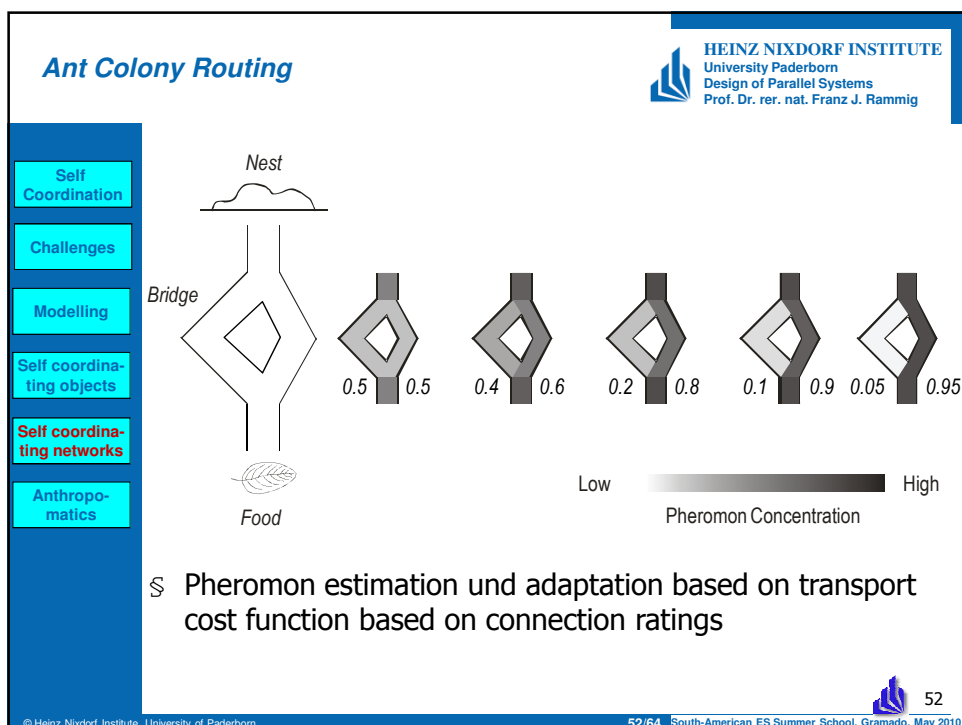 Ant Colony Routing
HEINZ NIXDORF INSTITUTE
University Paderborn
Design of Parallel Systems
Prof. Dr. rer. nat. Franz J. Rammig
Self
Coordination
Challenges
Modelling
Self coordina-
ting objects
Self coordina-
ting networks
Anthropo-
matics
Nest
Bridge
Food
0.5 0.5 0.4 0.6 0.2 0.8 0.1 0.9 0.05 0.95
Low High
Pheromon Concentration
§ Pheromon estimation und adaptation based on transport
cost function based on connection ratings
52
© Heinz Nixdorf Institute, University of Paderborn
52/64 South-American ES Summer School, Gramado, May 2010